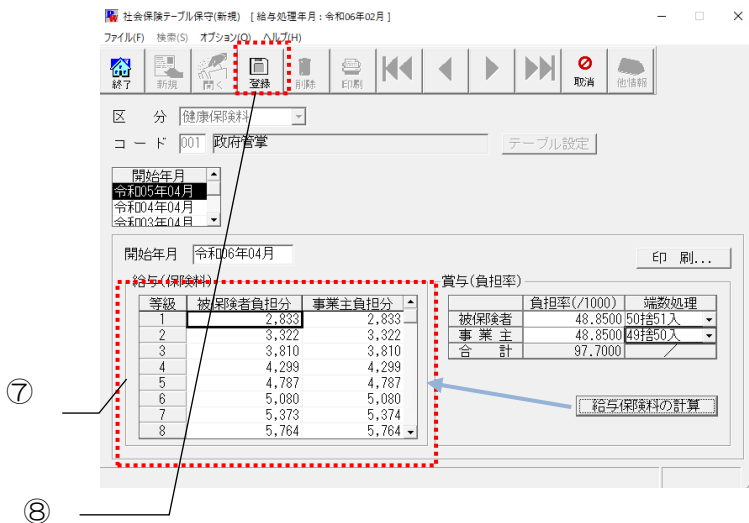 社会保険テーブル保守(新規) [ 給与処理年月 : 令和06年02月 ]
ファイル(F) 検索(S) オプション(O) ヘルプ(H)
終了 新規 開く 登録 削除 印刷 取消 他情報
区 分 健康保険料
コード 001 政府管掌 テーブル設定
開始年月
令和05年04月
令和04年04月
令和03年04月
開始年月 令和06年04月 印 刷...
給与(保険料) 賞与(負担率)
等級 被保険者負担分 事業主負担分
1 2,833 2,833
2 3,322 3,322
3 3,810 3,810
4 4,299 4,299
5 4,787 4,787
6 5,080 5,080
7 5,373 5,374
8 5,764 5,764
負担率(/1000) 端数処理
被保険者 48.8500 50捨51入
事 業 主 48.8500 49捨50入
合 計 97.7000
給与保険料の計算
⑦
⑧